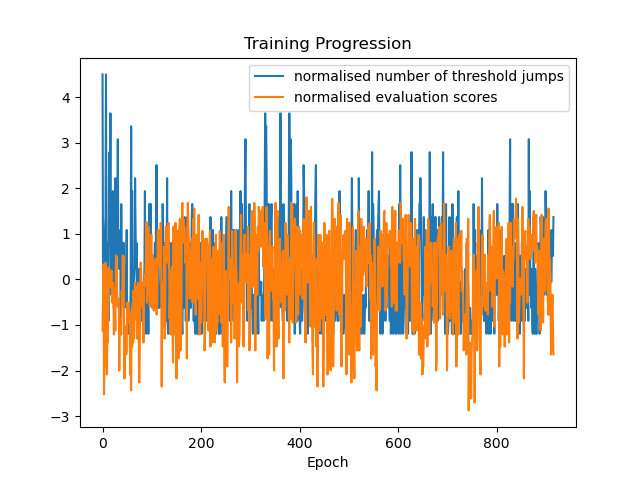 Training Progression
normalised number of threshold jumps
normalised evaluation scores
4
3
2
1
0
−1
−2
−3
0 200 400 600 800
Epoch